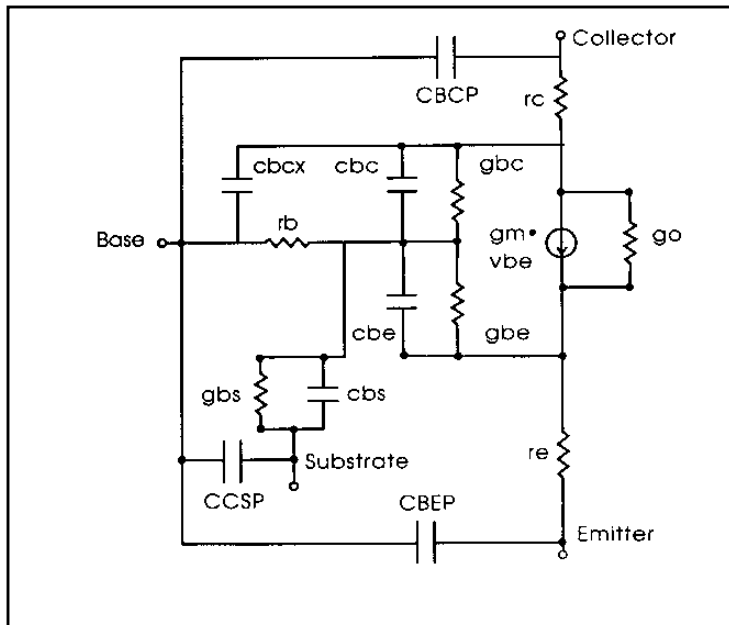 Collector
CBCP
rc
cbcx
cbc
gbc
rb
Base
gm•
vbe
go
cbe
gbe
gbs
cbs
Substrate
re
CCSP
CBEP
Emitter